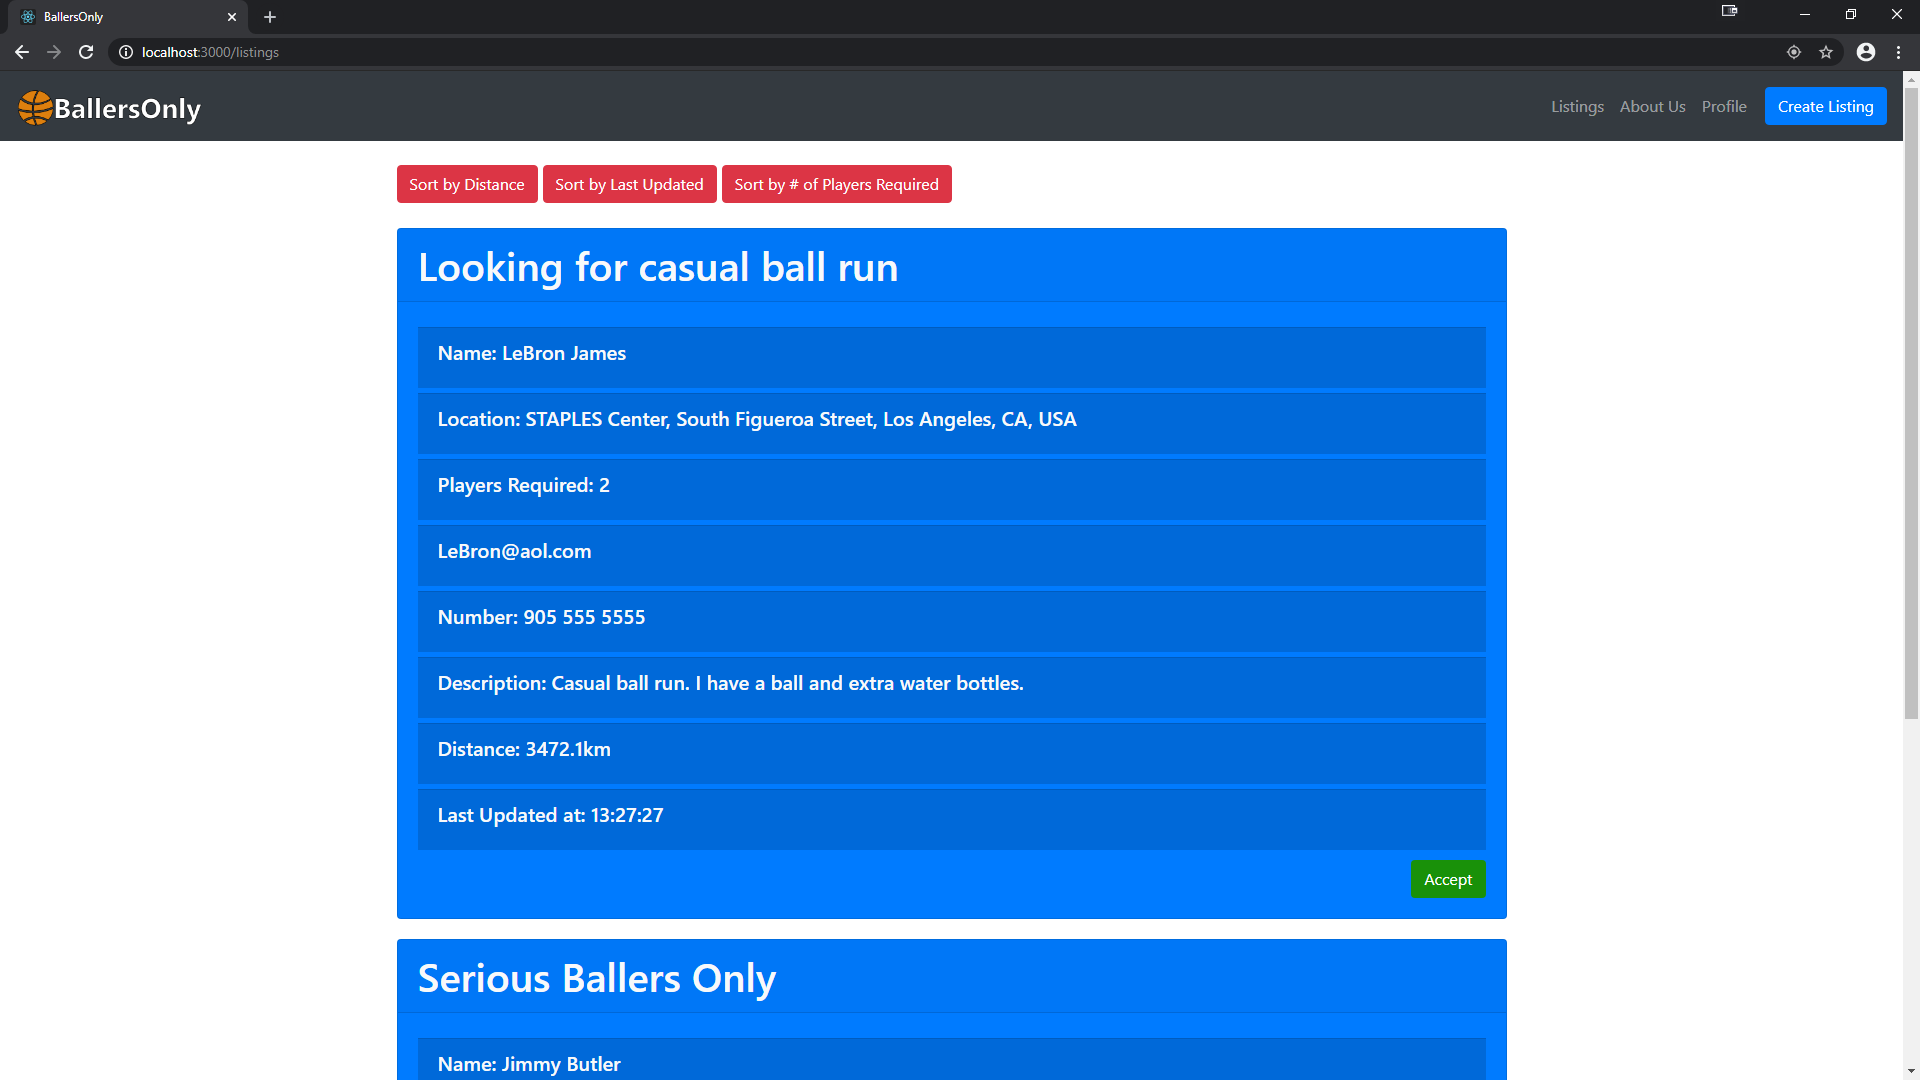 BallersOnly
localhost:3000/listings
BallersOnly
Listings About Us Profile Create Listing
Sort by Distance Sort by Last Updated Sort by # of Players Required
Looking for casual ball run
Name: LeBron James
Location: STAPLES Center, South Figueroa Street, Los Angeles, CA, USA
Players Required: 2
LeBron@aol.com
Number: 905 555 5555
Description: Casual ball run. I have a ball and extra water bottles.
Distance: 3472.1km
Last Updated at: 13:27:27
Accept
Serious Ballers Only
Name: Jimmy Butler